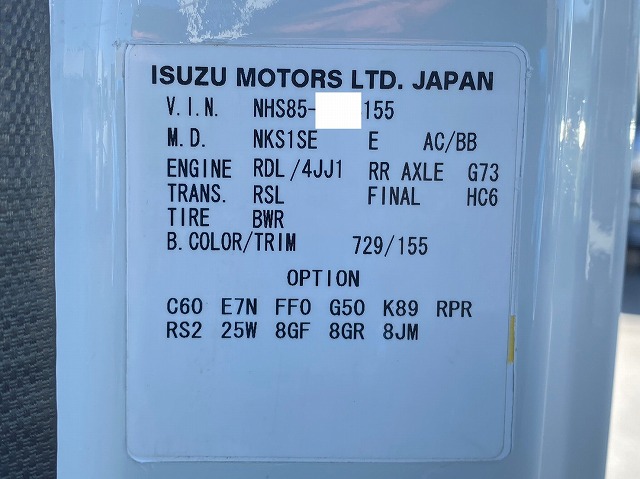 ISUZU MOTORS LTD. JAPAN
V.I.N. NHS85- 155
M.D. NKS1SE E AC/BB
ENGINE RDL/4JJ1 RR AXLE G73
TRANS. RSL FINAL HC6
TIRE BWR
B.COLOR/TRIM 729/155
OPTION
C60 E7N FF0 G50 K89 RPR
RS2 25W 8GF 8GR 8JM